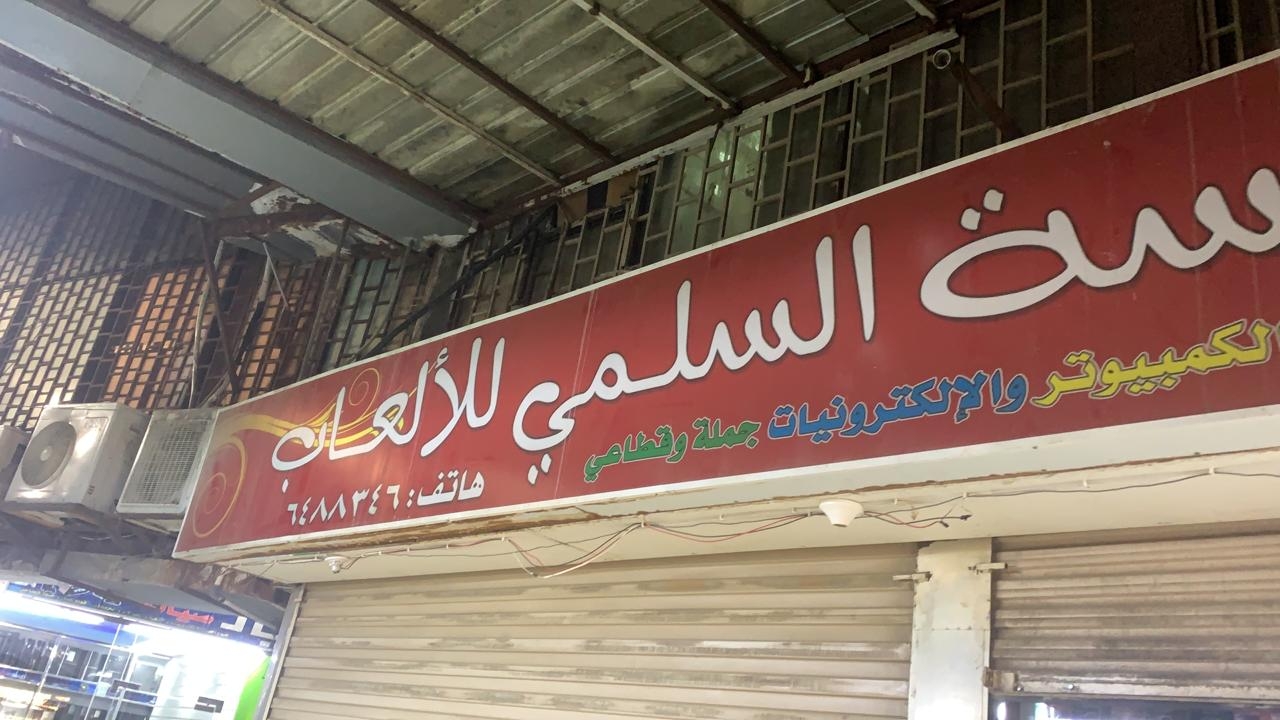 سة السلمي للألعاب
لكمبيوتر والإلكترونيات جملة وقطاعي
هاتف: ٦٤٨٨٣٤٦